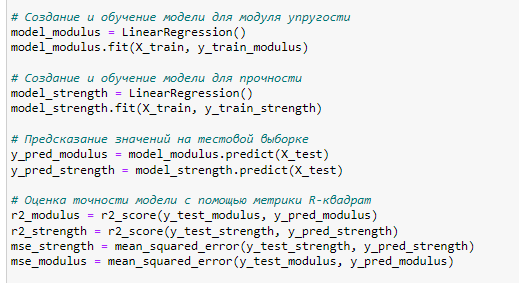 # Создание и обучение модели для модуля упругости
model_modulus = LinearRegression()
model_modulus.fit(X_train, y_train_modulus)
# Создание и обучение модели для прочности
model_strength = LinearRegression()
model_strength.fit(X_train, y_train_strength)
# Предсказание значений на тестовой выборке
y_pred_modulus = model_modulus.predict(X_test)
y_pred_strength = model_strength.predict(X_test)
# Оценка точности модели с помощью метрики R-квадрат
r2_modulus = r2_score(y_test_modulus, y_pred_modulus)
r2_strength = r2_score(y_test_strength, y_pred_strength)
mse_strength = mean_squared_error(y_test_strength, y_pred_strength)
mse_modulus = mean_squared_error(y_test_modulus, y_pred_modulus)